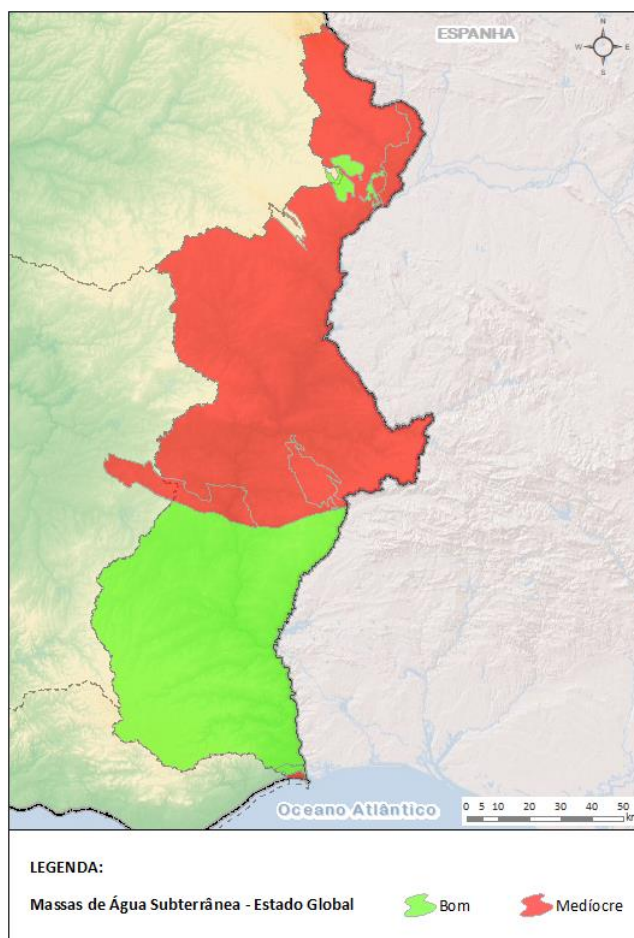 ESPANHA
N
W E
S
Oceano Atlântico
0 5 10 20 30 40 50
km
LEGENDA:
Massas de Água Subterrânea - Estado Global Bom Medíocre